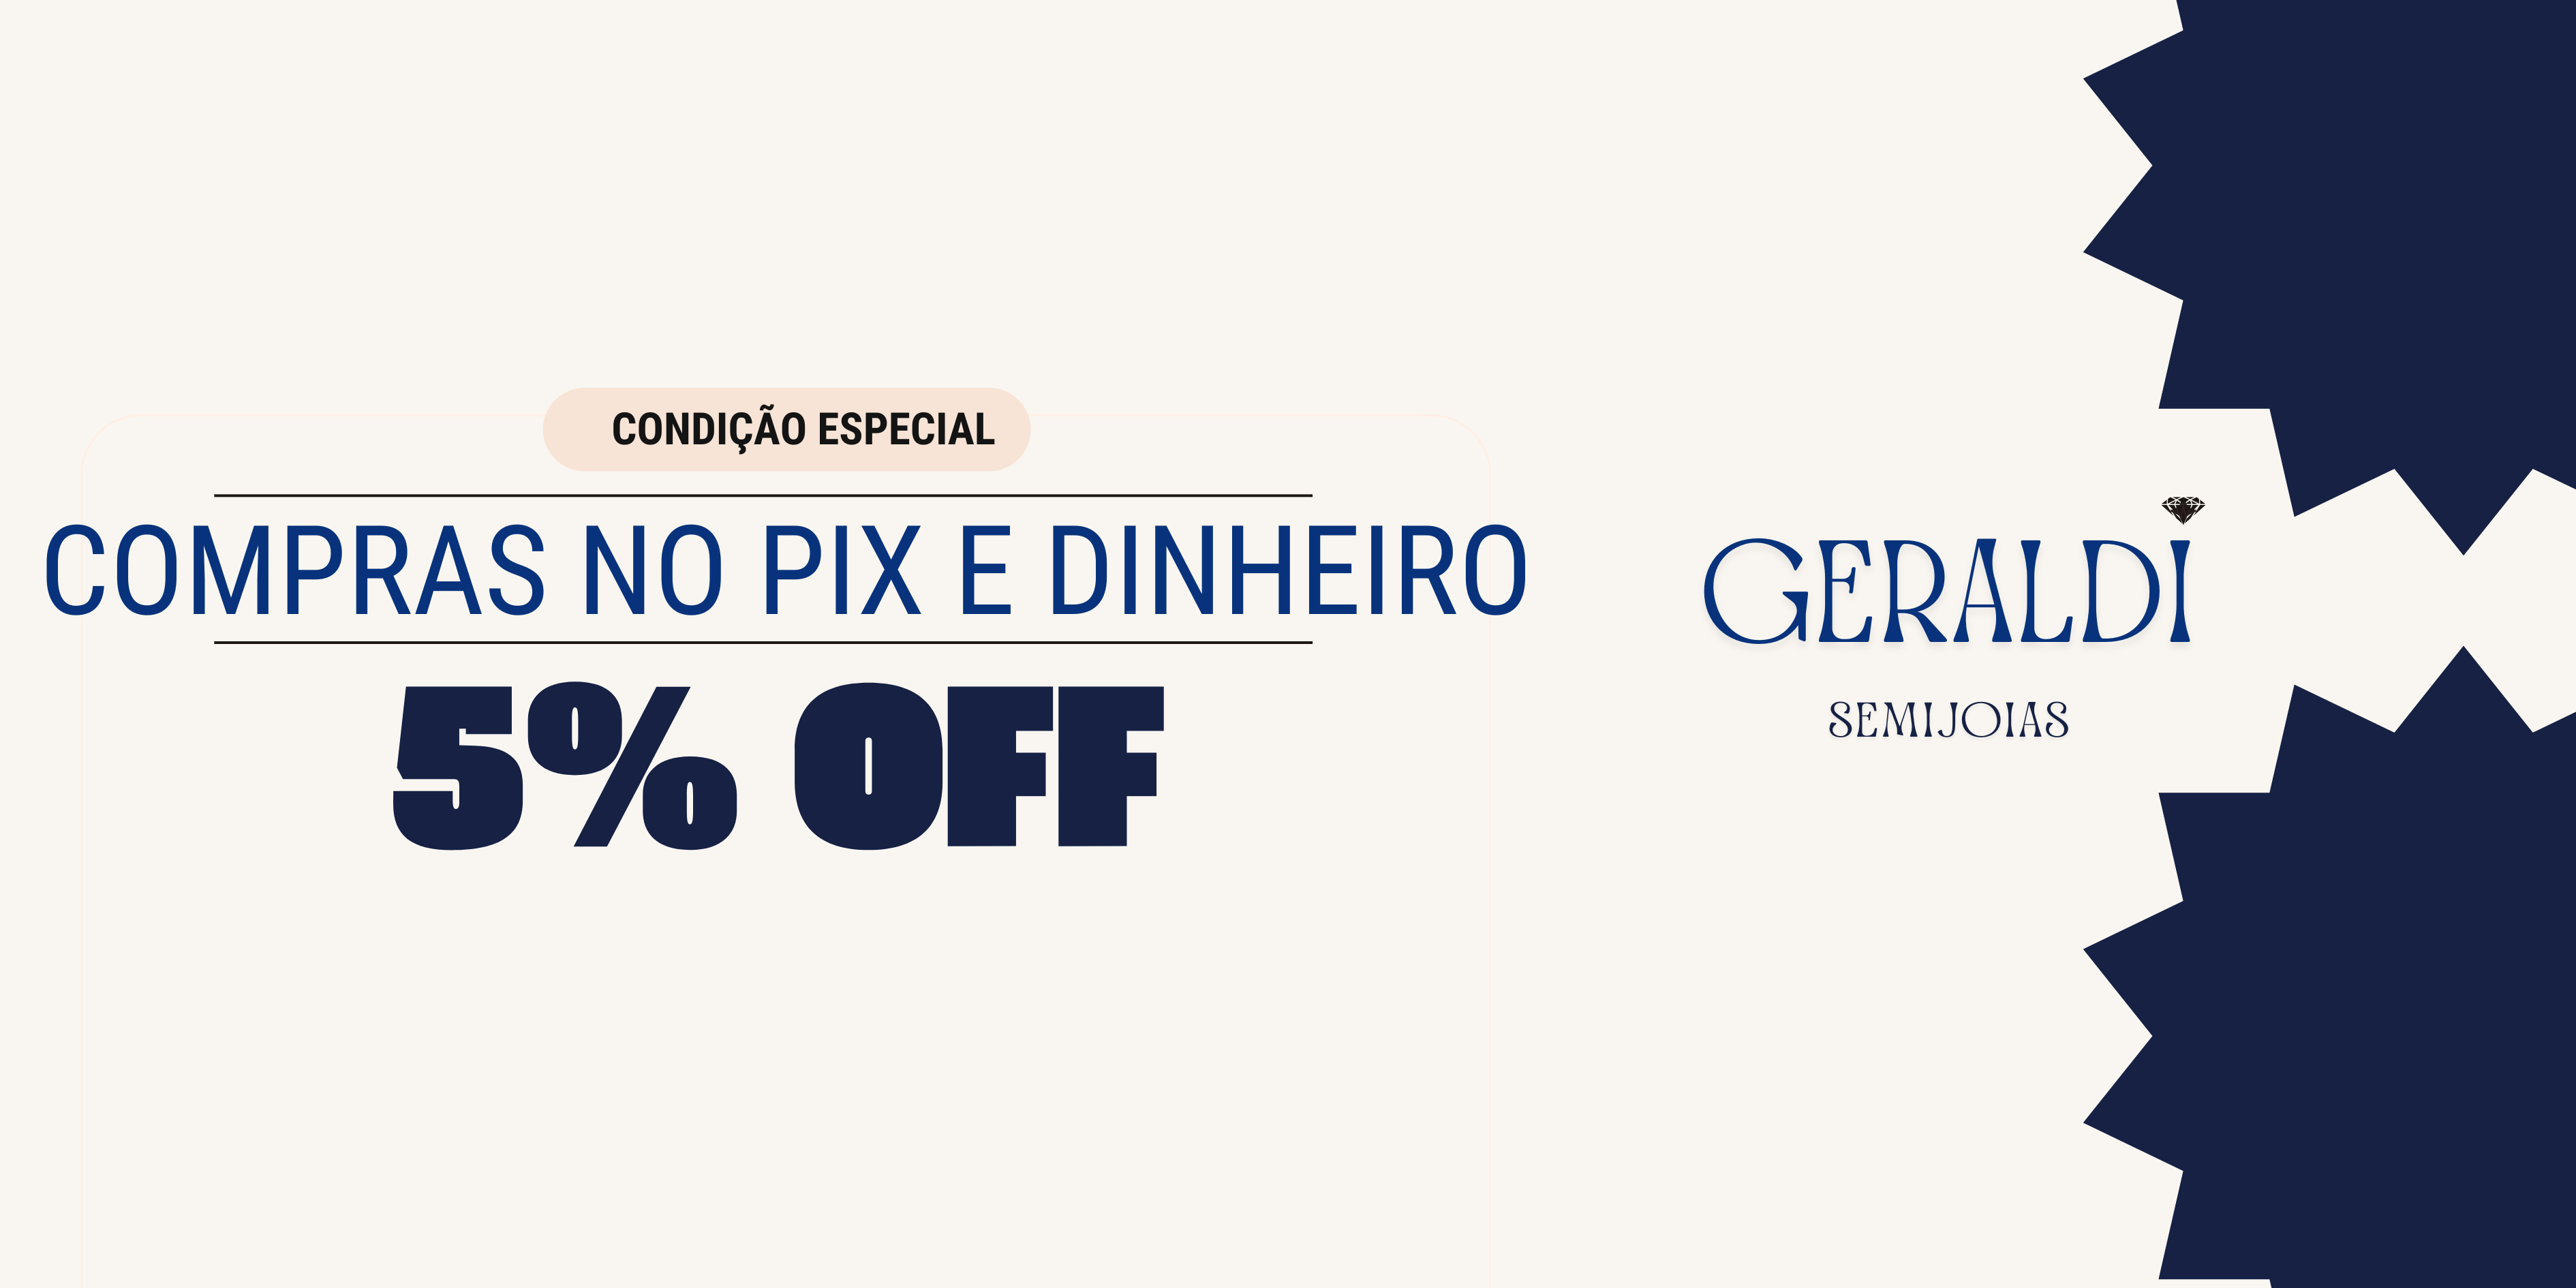 CONDIÇÃO ESPECIAL
COMPRAS NO PIX E DINHEIRO
5% OFF
GERALDI
SEMIJOIAS